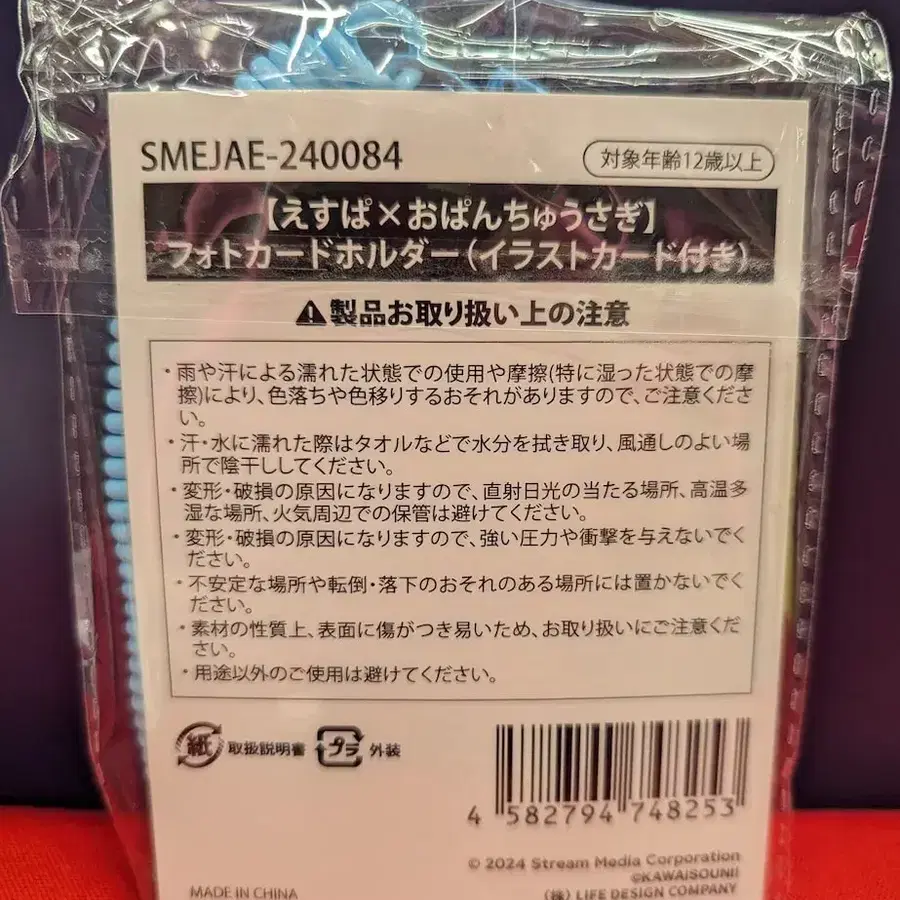 SMEJAE-240084
対象年齢12歳以上
【えすぱ×おぱんちゅうさぎ】
フォトカードホルダー(イラストカード付き)
製品お取り扱い上の注意
・雨や汗による濡れた状態での使用や摩擦(特に湿った状態での摩
擦)により、色落ちや色移りするおそれがありますので、ご注意くださ
い。
・汗・水に濡れた際はタオルなどで水分を拭き取り、風通しのよい場
所で陰干ししてください。
・変形・破損の原因になりますので、直射日光の当たる場所、高温多
湿な場所、火気周辺での保管は避けてください。
・変形・破損の原因になりますので、強い圧力や衝撃を与えないでく
ださい。
・不安定な場所や転倒・落下のおそれのある場所には置かないでく
ださい。
・素材の性質上、表面に傷がつき易いため、お取り扱いにご注意くだ
さい。
・用途以外のご使用は避けてください。
紙 取扱説明書 プラ 外装
4 582794 748253
© 2024 Stream Media Corporation
©KAWAISOUNI!
(株) LIFE DESIGN COMPANY
MADE IN CHINA